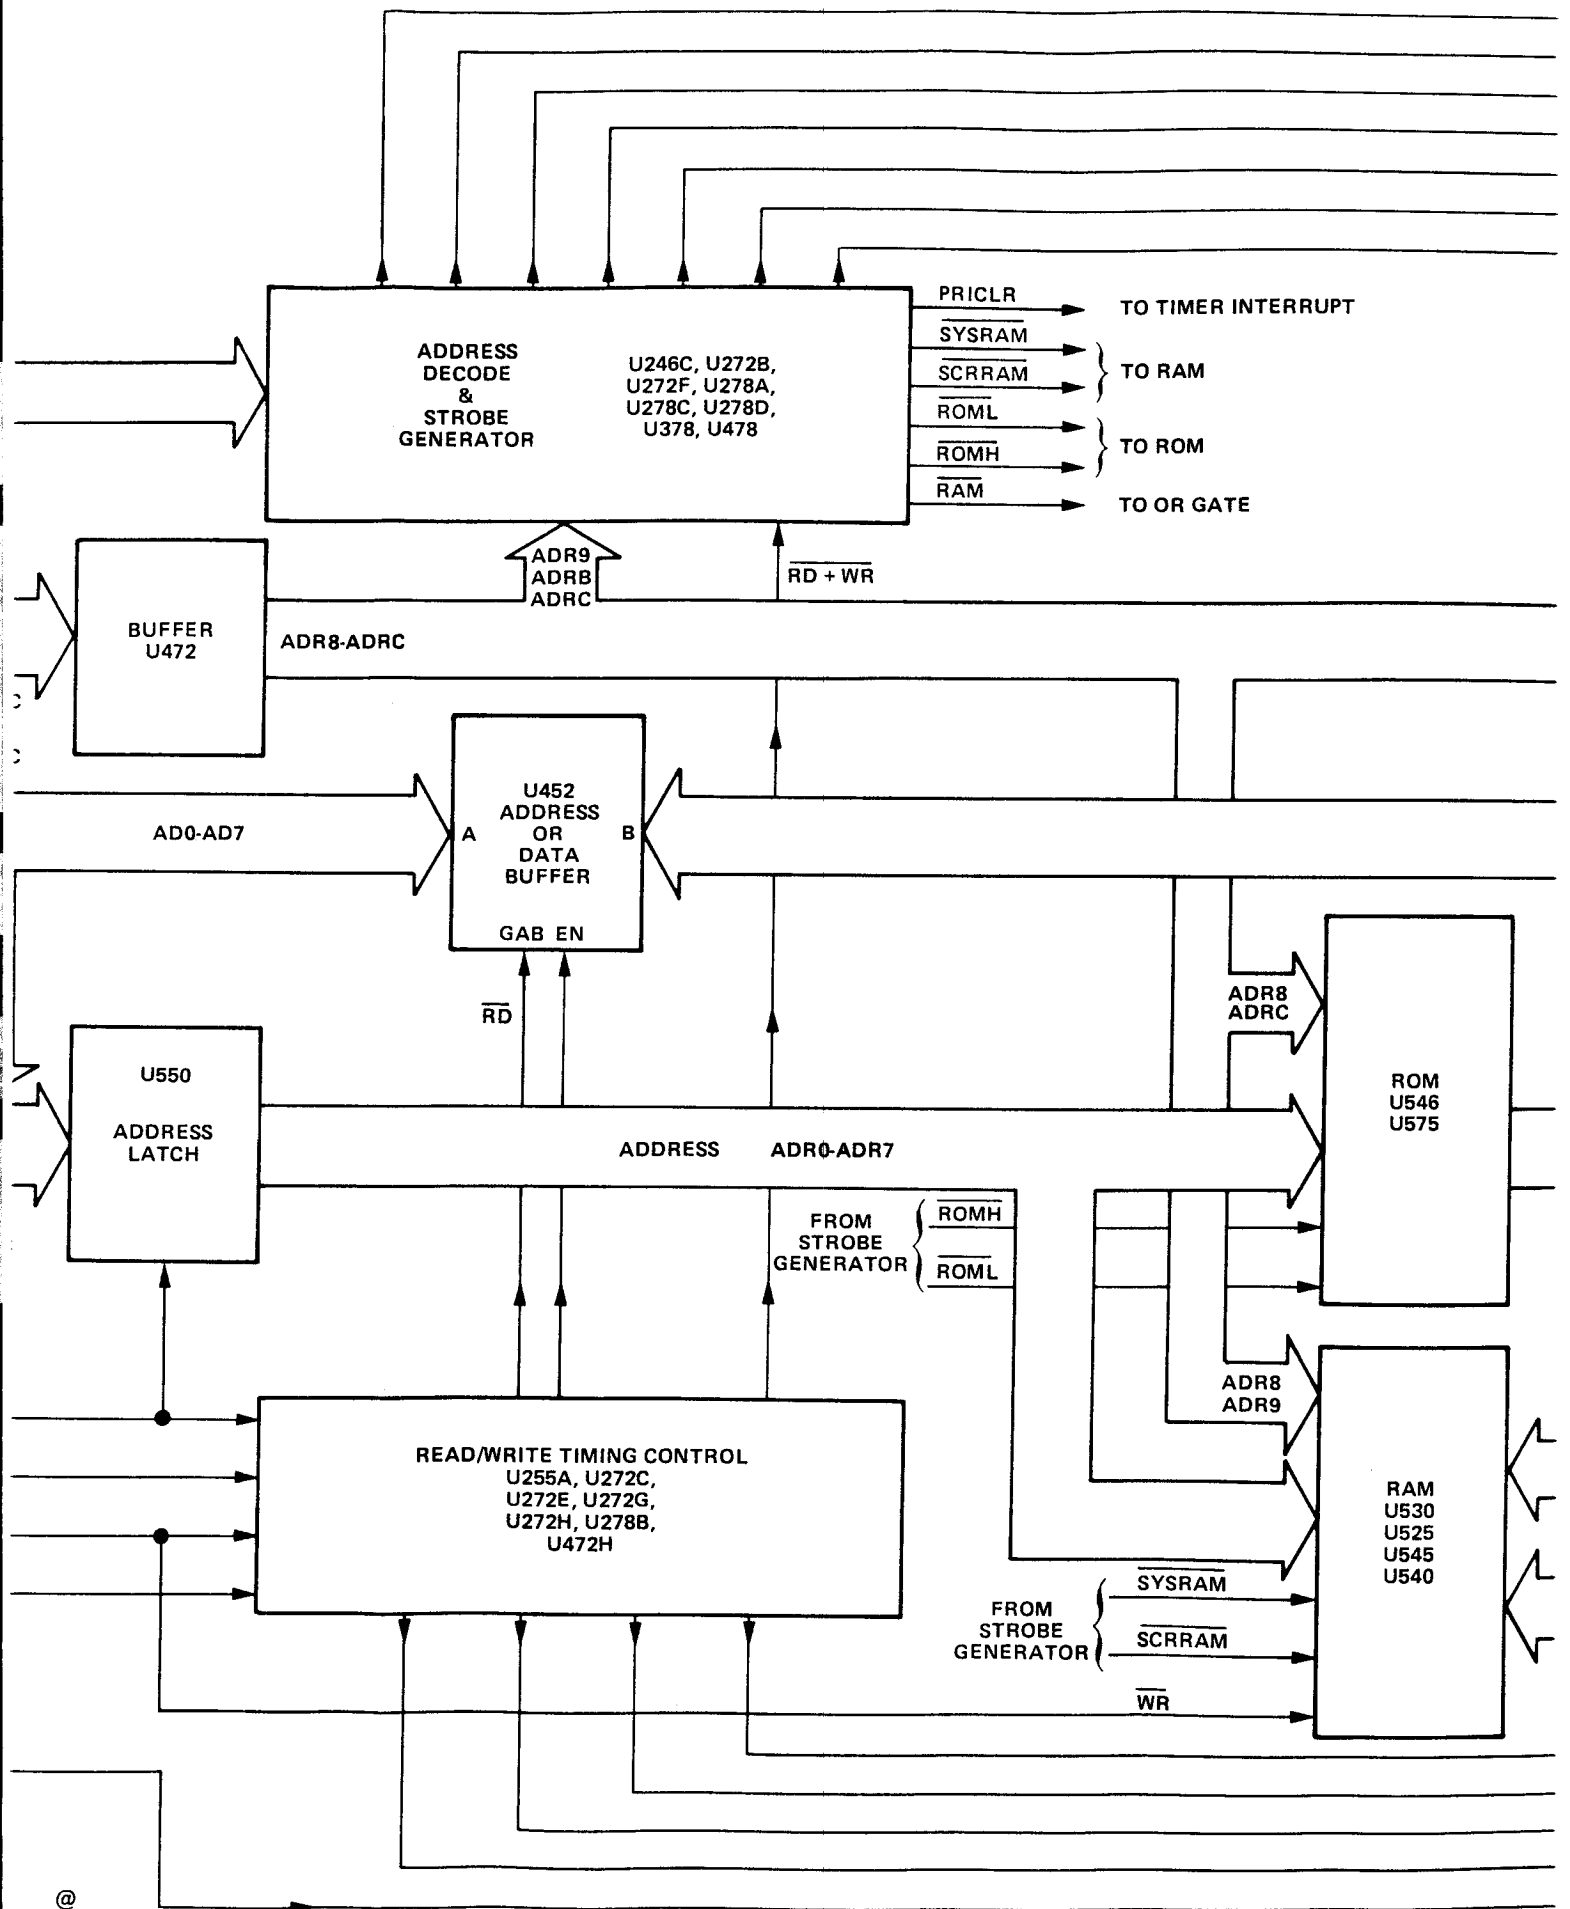 PRICLR
TO TIMER INTERRUPT
SYSRAM
SCRRAM
TO RAM
ROML
ROMH
TO ROM
RAM
TO OR GATE
ADDRESS
DECODE
&
STROBE
GENERATOR
U246C, U272B,
U272F, U278A,
U278C, U278D,
U378, U478
ADR9
ADRB
ADRC
RD + WR
BUFFER
U472
ADR8-ADRC
U452
ADDRESS
OR
DATA
BUFFER
A
B
GAB EN
AD0-AD7
RD
U550
ADDRESS
LATCH
ADDRESS ADR0-ADR7
ADR8
ADRC
ROM
U546
U575
FROM
STROBE
GENERATOR
ROMH
ROML
ADR8
ADR9
READ/WRITE TIMING CONTROL
U255A, U272C,
U272E, U272G,
U272H, U278B,
U472H
RAM
U530
U525
U545
U540
FROM
STROBE
GENERATOR
SYSRAM
SCRRAM
WR
@